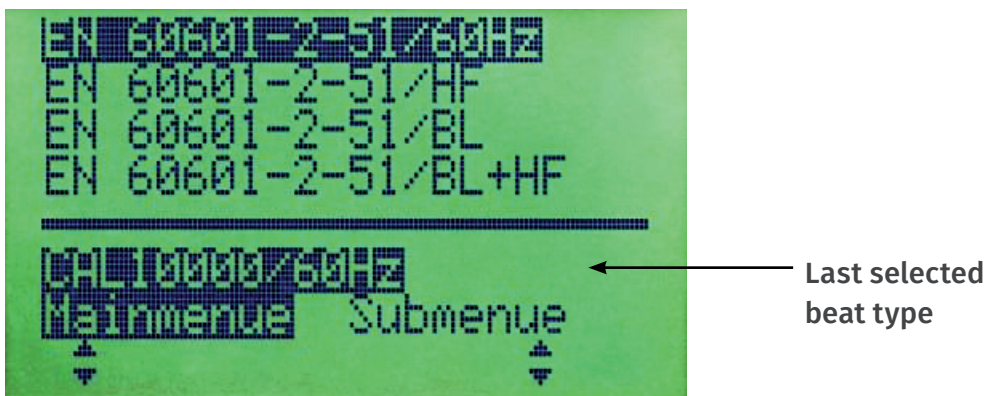 EN 60601-2-51/60Hz
EN 60601-2-51/HF
EN 60601-2-51/BL
EN 60601-2-51/BL+HF
CAL10000/60Hz
Mainmenue Submenue
Last selected
beat type